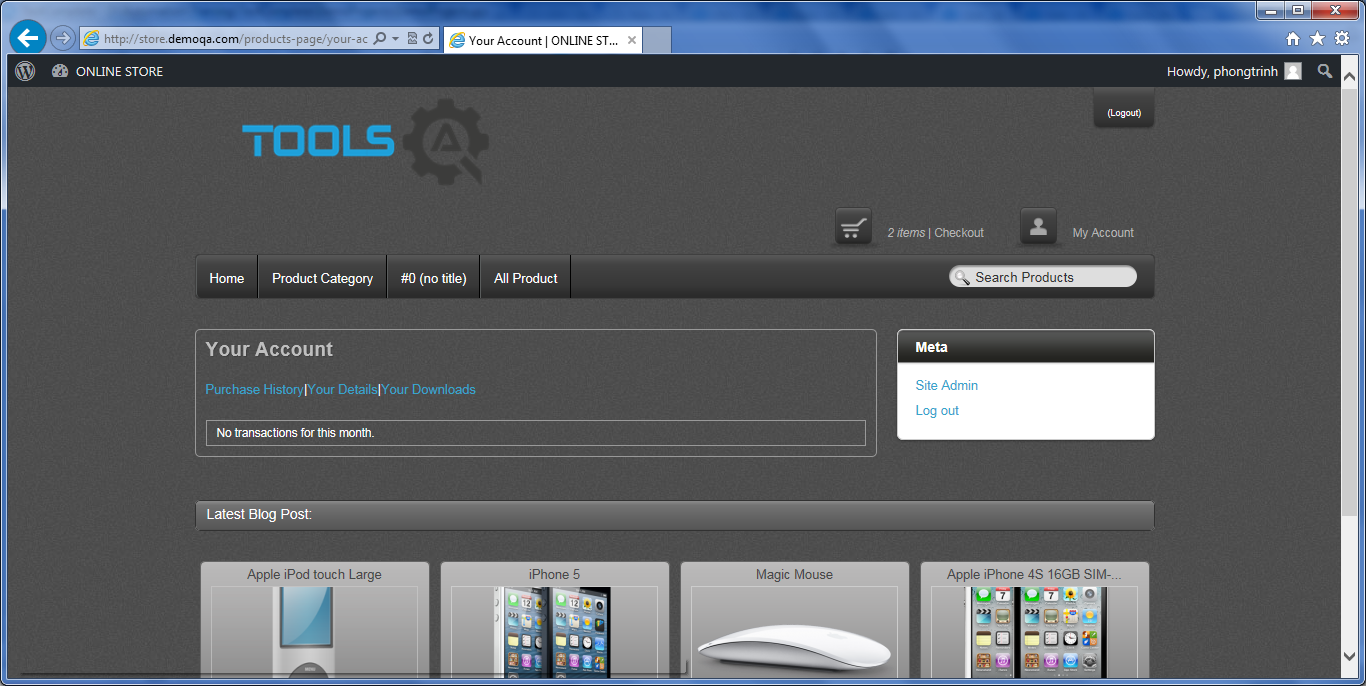 http://store.demoqa.com/products-page/your-ac
Your Account | ONLINE ST...
ONLINE STORE
Howdy, phongtrinh
(Logout)
TOOLS
2 items | Checkout
My Account
Home
Product Category
#0 (no title)
All Product
Search Products
Your Account
Purchase History|Your Details|Your Downloads
No transactions for this month.
Meta
Site Admin
Log out
Latest Blog Post:
Apple iPod touch Large
iPhone 5
Magic Mouse
Apple iPhone 4S 16GB SIM-...